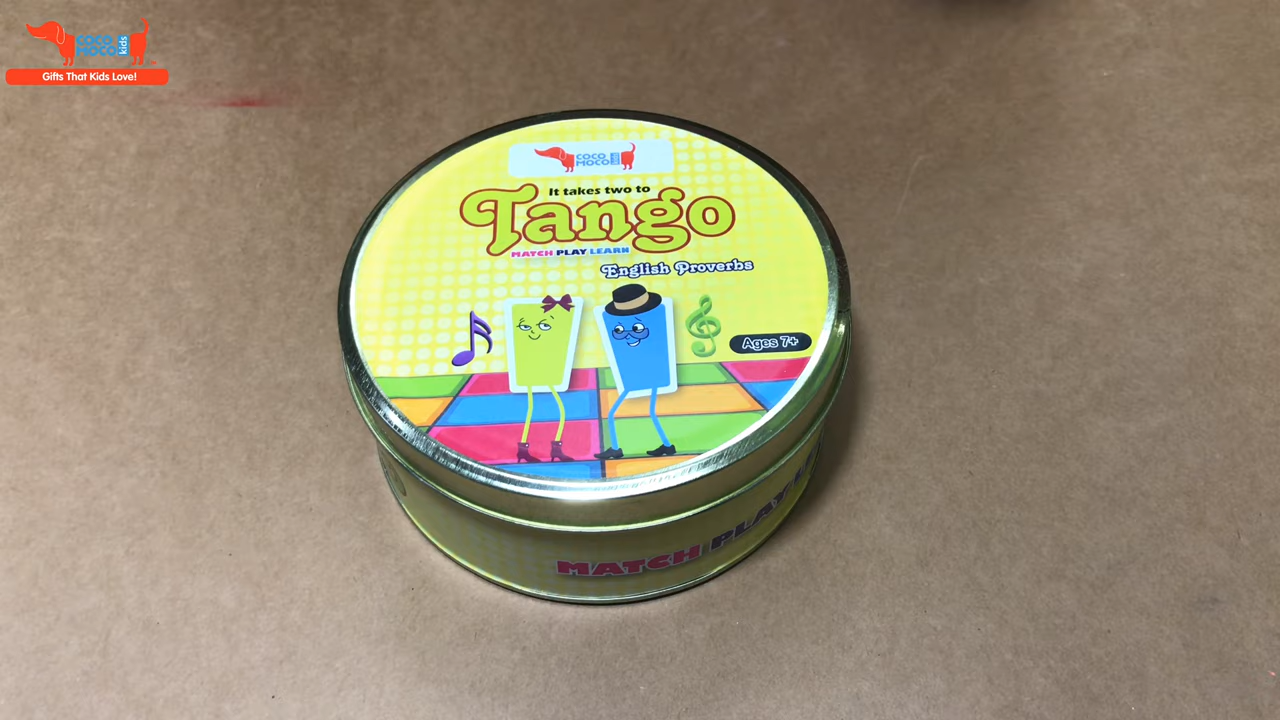 COCO
MOCO kids
Gifts That Kids Love!
COCO
MOCO
It takes two to
Tango
MATCH PLAY LEARN
English Proverbs
Ages 7+
MATCH PLAY